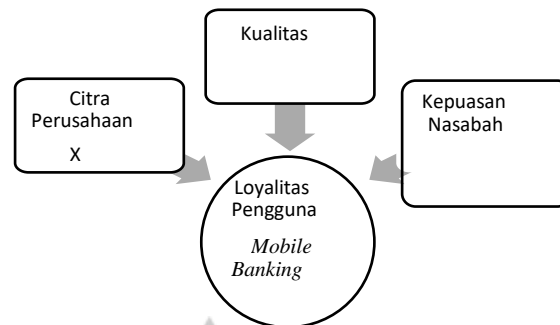 Kualitas
Citra
Perusahaan
X
Kepuasan
Nasabah
Loyalitas
Pengguna
Mobile
Banking